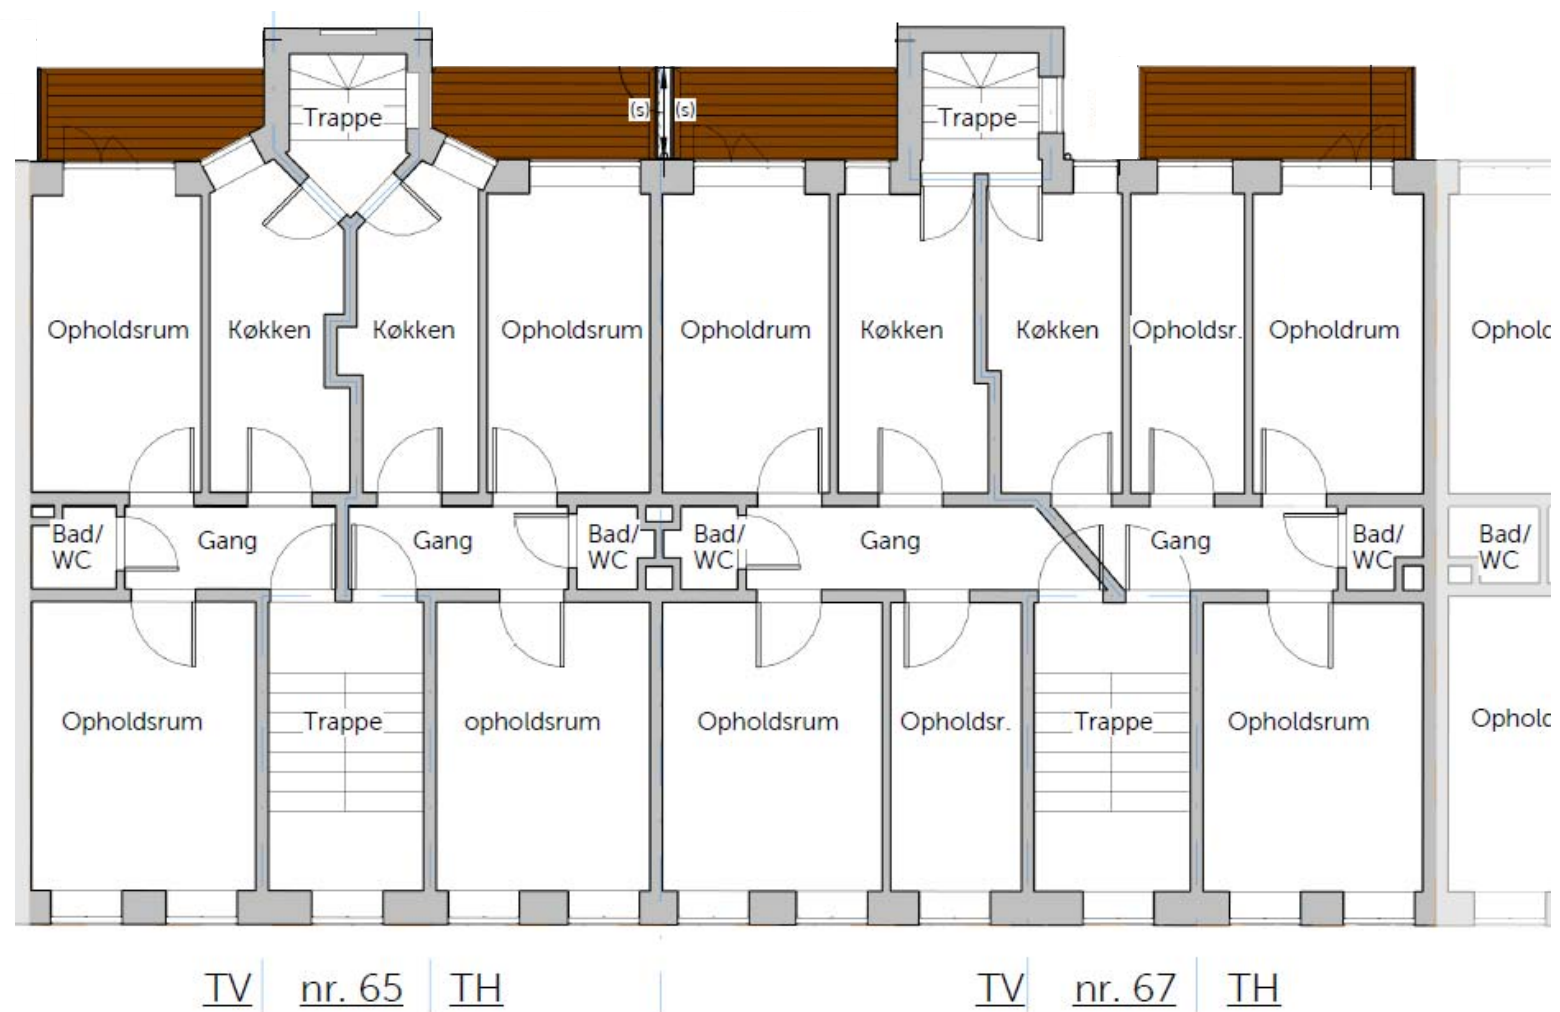 (s) (s)
Trappe
Trappe
Opholdsrum
Køkken
Køkken
Opholdsrum
Opholdrum
Køkken
Køkken
Opholdsr.
Opholdrum
Ophold
Bad/
WC
Gang
Gang
Bad/
WC
Bad/
WC
Gang
Gang
Bad/
WC
Bad/
WC
Opholdsrum
Trappe
opholdsrum
Opholdsrum
Opholdsr.
Trappe
Opholdsrum
Ophold
TV nr. 65 TH
TV nr. 67 TH